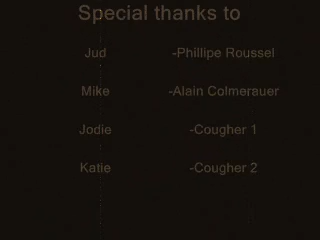 Special thanks to
Jud -Phillipe Roussel
Mike -Alain Colmerauer
Jodie -Cougher 1
Katie -Cougher 2